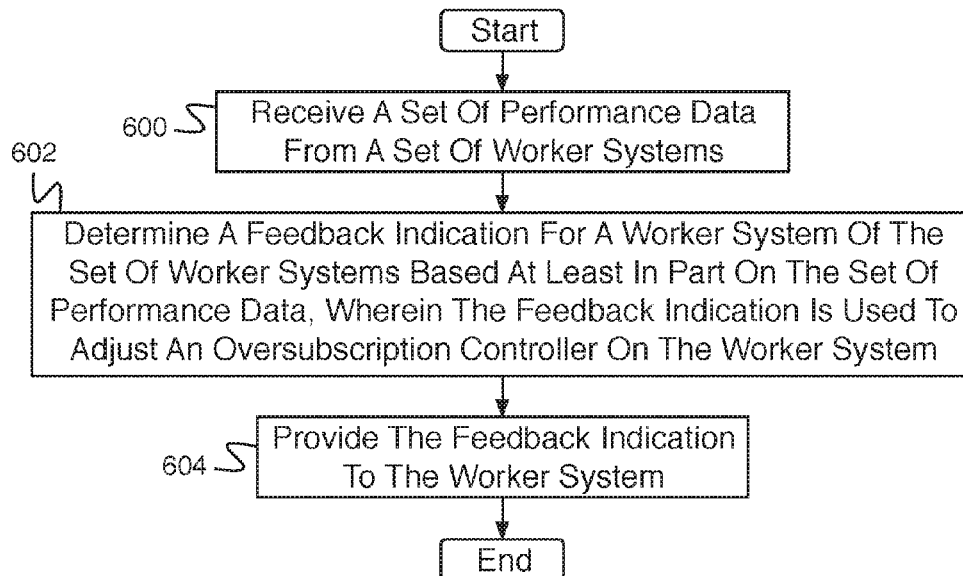 Start
600
Receive A Set Of Performance Data
From A Set Of Worker Systems
602
Determine A Feedback Indication For A Worker System Of The
Set Of Worker Systems Based At Least In Part On The Set Of
Performance Data, Wherein The Feedback Indication Is Used To
Adjust An Oversubscription Controller On The Worker System
604
Provide The Feedback Indication
To The Worker System
End